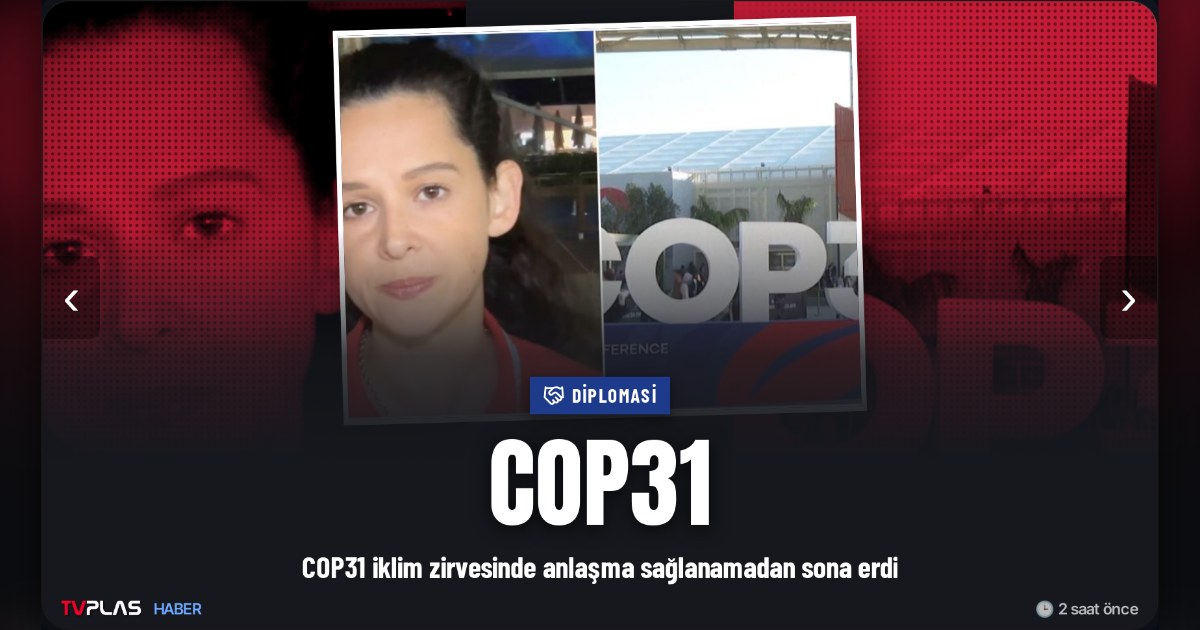 COP3
FERENCE
DİPLOMASİ
COP31
COP31 iklim zirvesinde anlaşma sağlanamadan sona erdi
TVPLAS HABER
2 saat önce